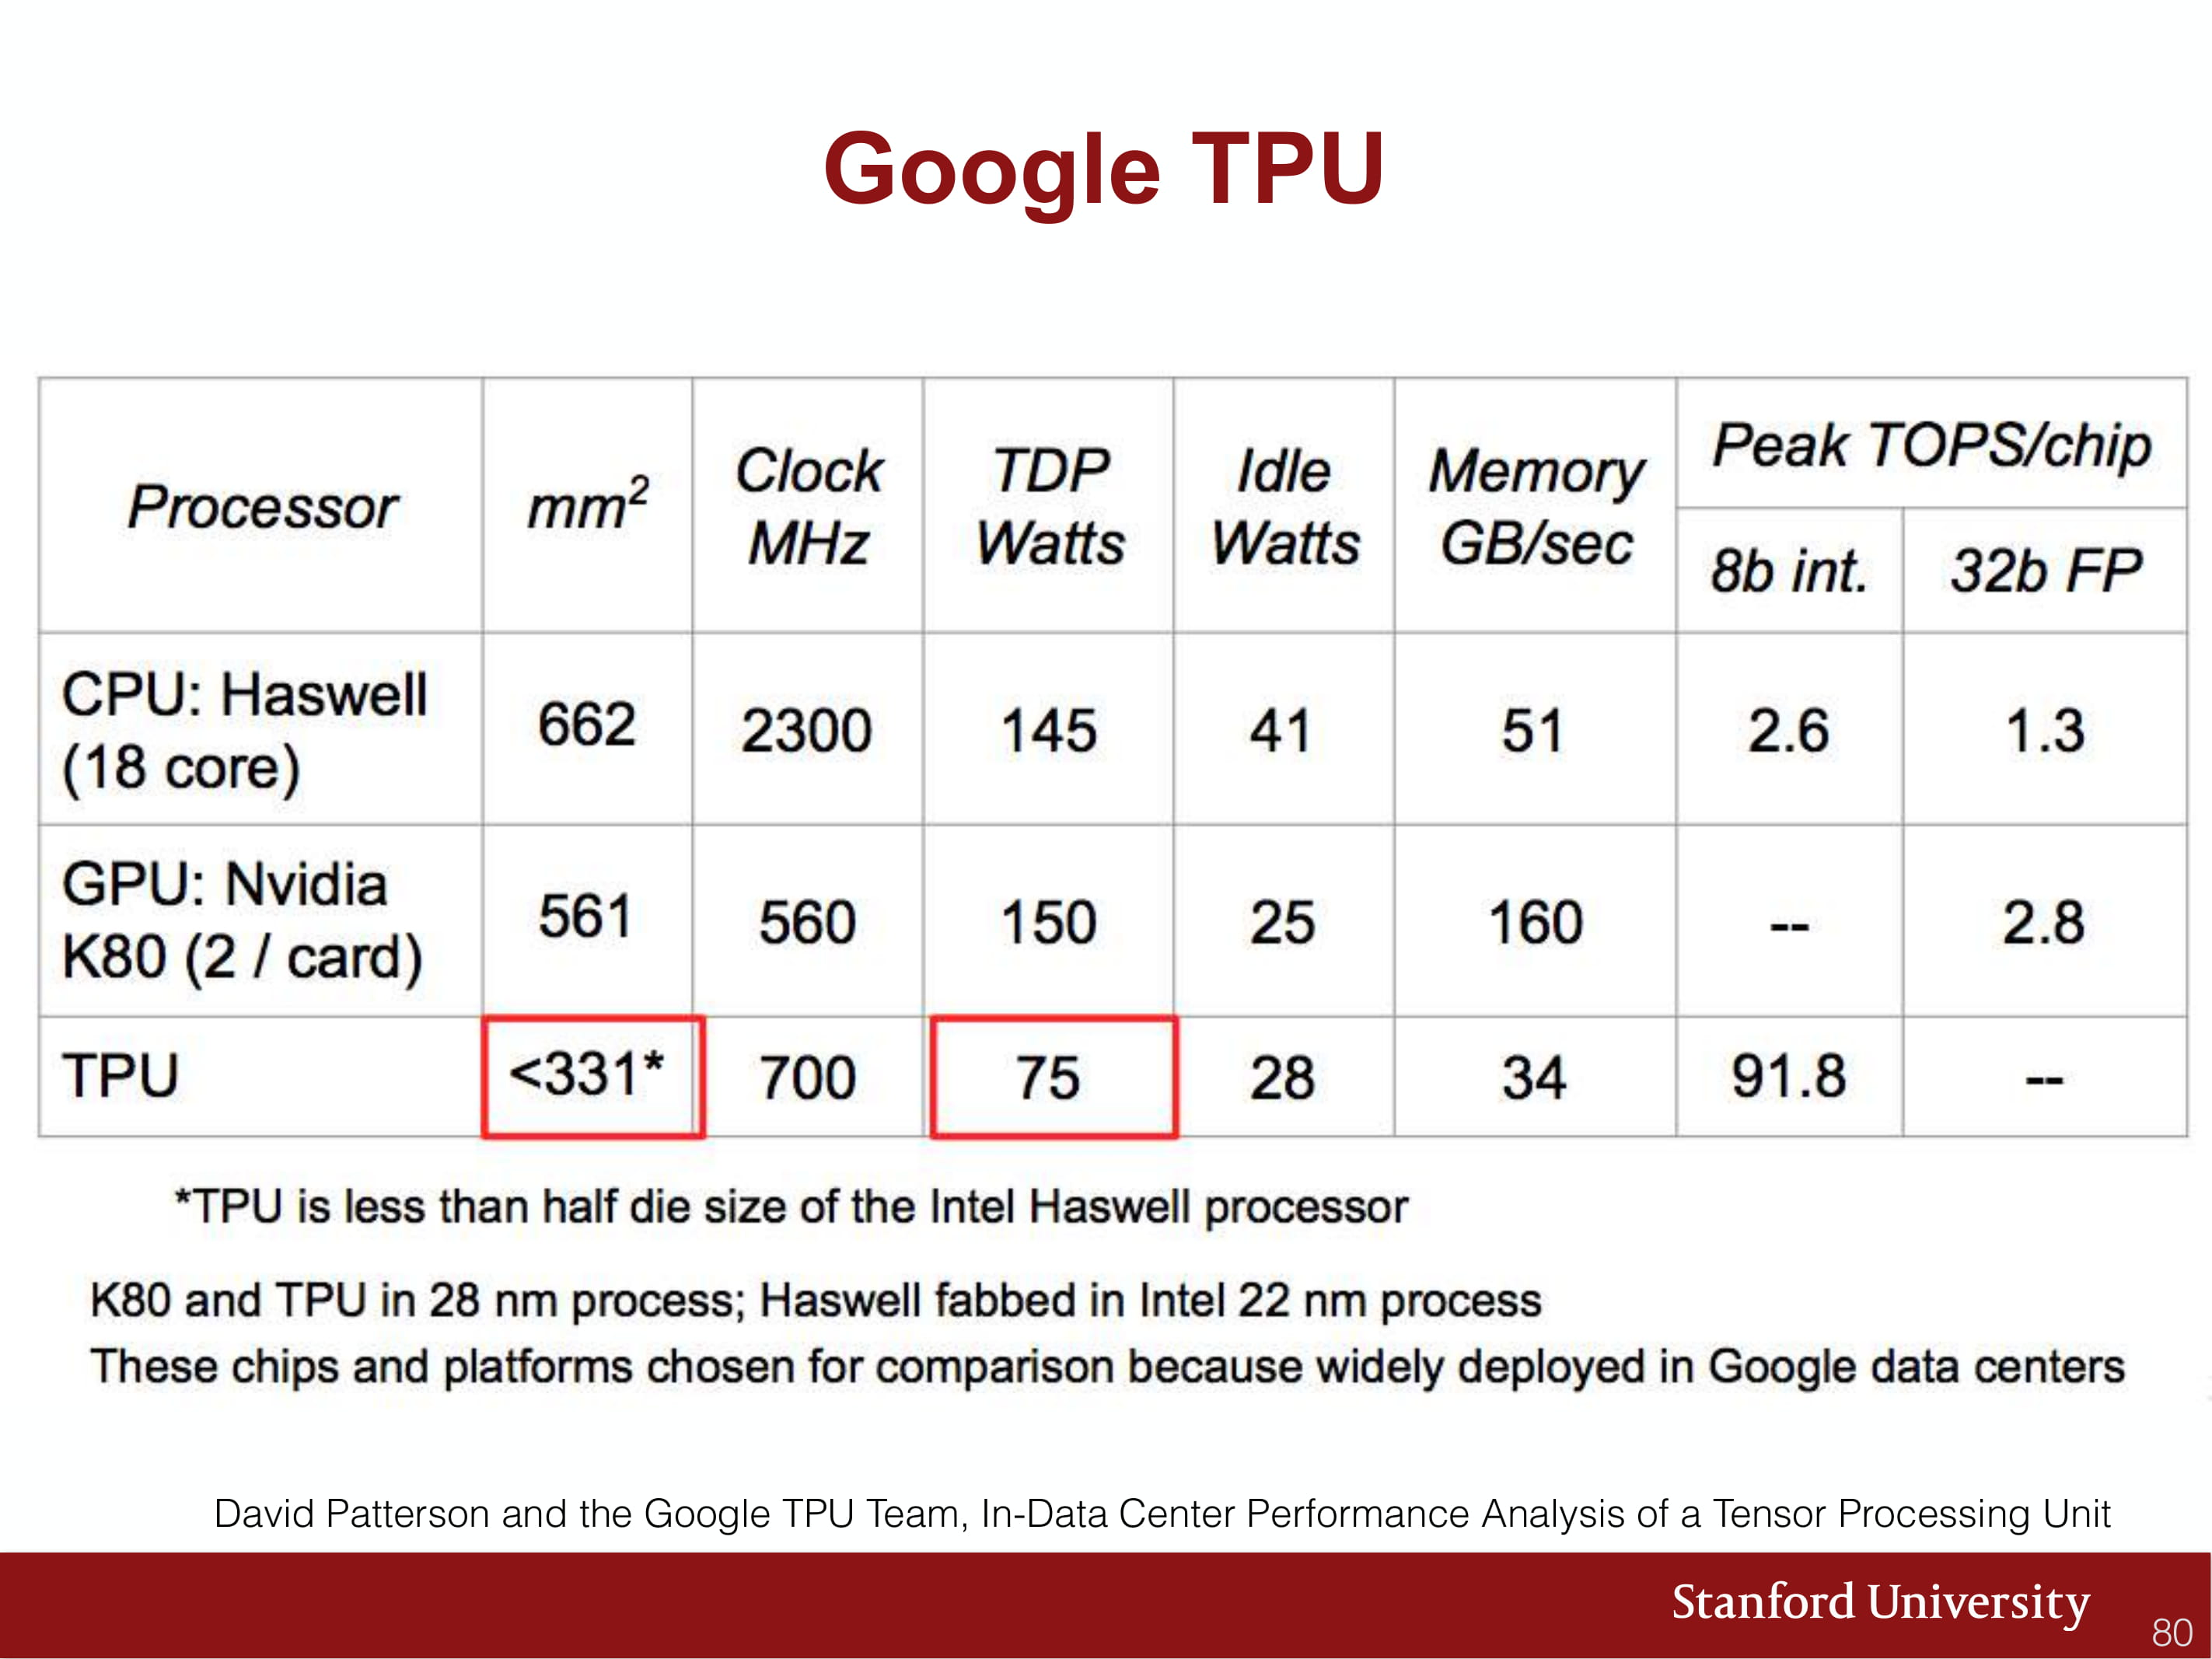 Google TPU
Processor mm² Clock MHz TDP Watts Idle Watts Memory GB/sec Peak TOPS/chip
8b int. 32b FP
CPU: Haswell (18 core) 662 2300 145 41 51 2.6 1.3
GPU: Nvidia K80 (2 / card) 561 560 150 25 160 -- 2.8
TPU <331* 700 75 28 34 91.8 --
*TPU is less than half die size of the Intel Haswell processor
K80 and TPU in 28 nm process; Haswell fabbed in Intel 22 nm process
These chips and platforms chosen for comparison because widely deployed in Google data centers
David Patterson and the Google TPU Team, In-Data Center Performance Analysis of a Tensor Processing Unit
Stanford University
80